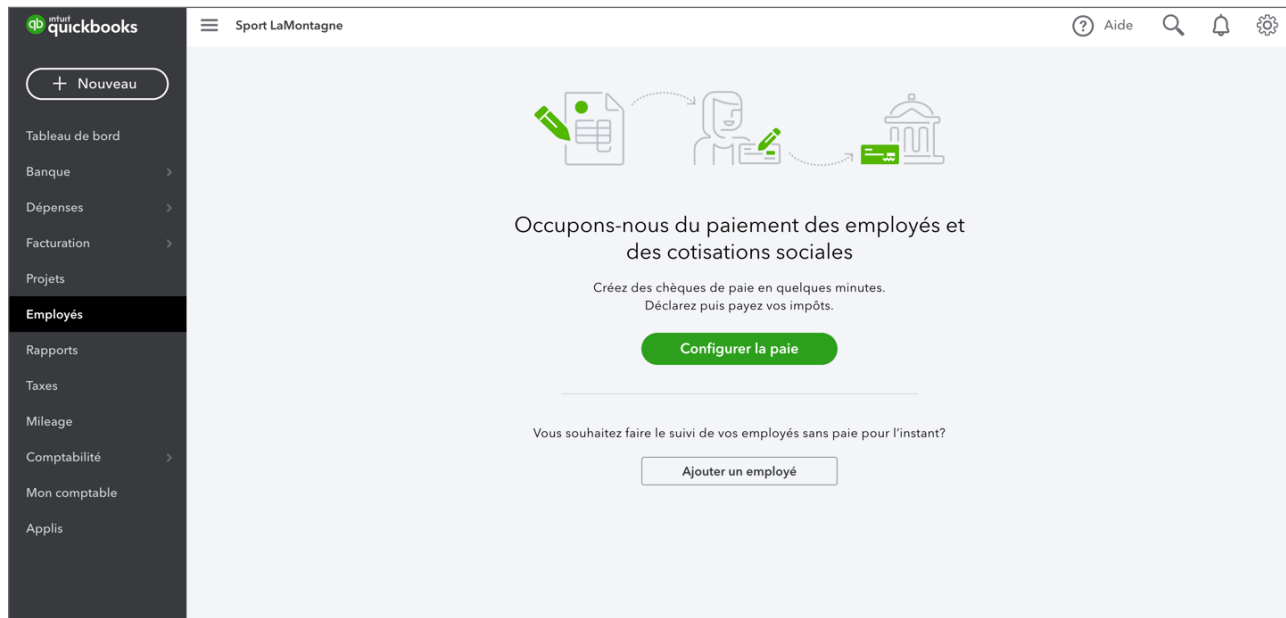 intuit
quickbooks
Sport LaMontagne
Aide
+ Nouveau
Tableau de bord
Banque
Dépenses
Facturation
Projets
Employés
Rapports
Taxes
Mileage
Comptabilité
Mon comptable
Applis
Occupons-nous du paiement des employés et
des cotisations sociales
Créez des chèques de paie en quelques minutes.
Déclarez puis payez vos impôts.
Configurer la paie
Vous souhaitez faire le suivi de vos employés sans paie pour l'instant?
Ajouter un employé